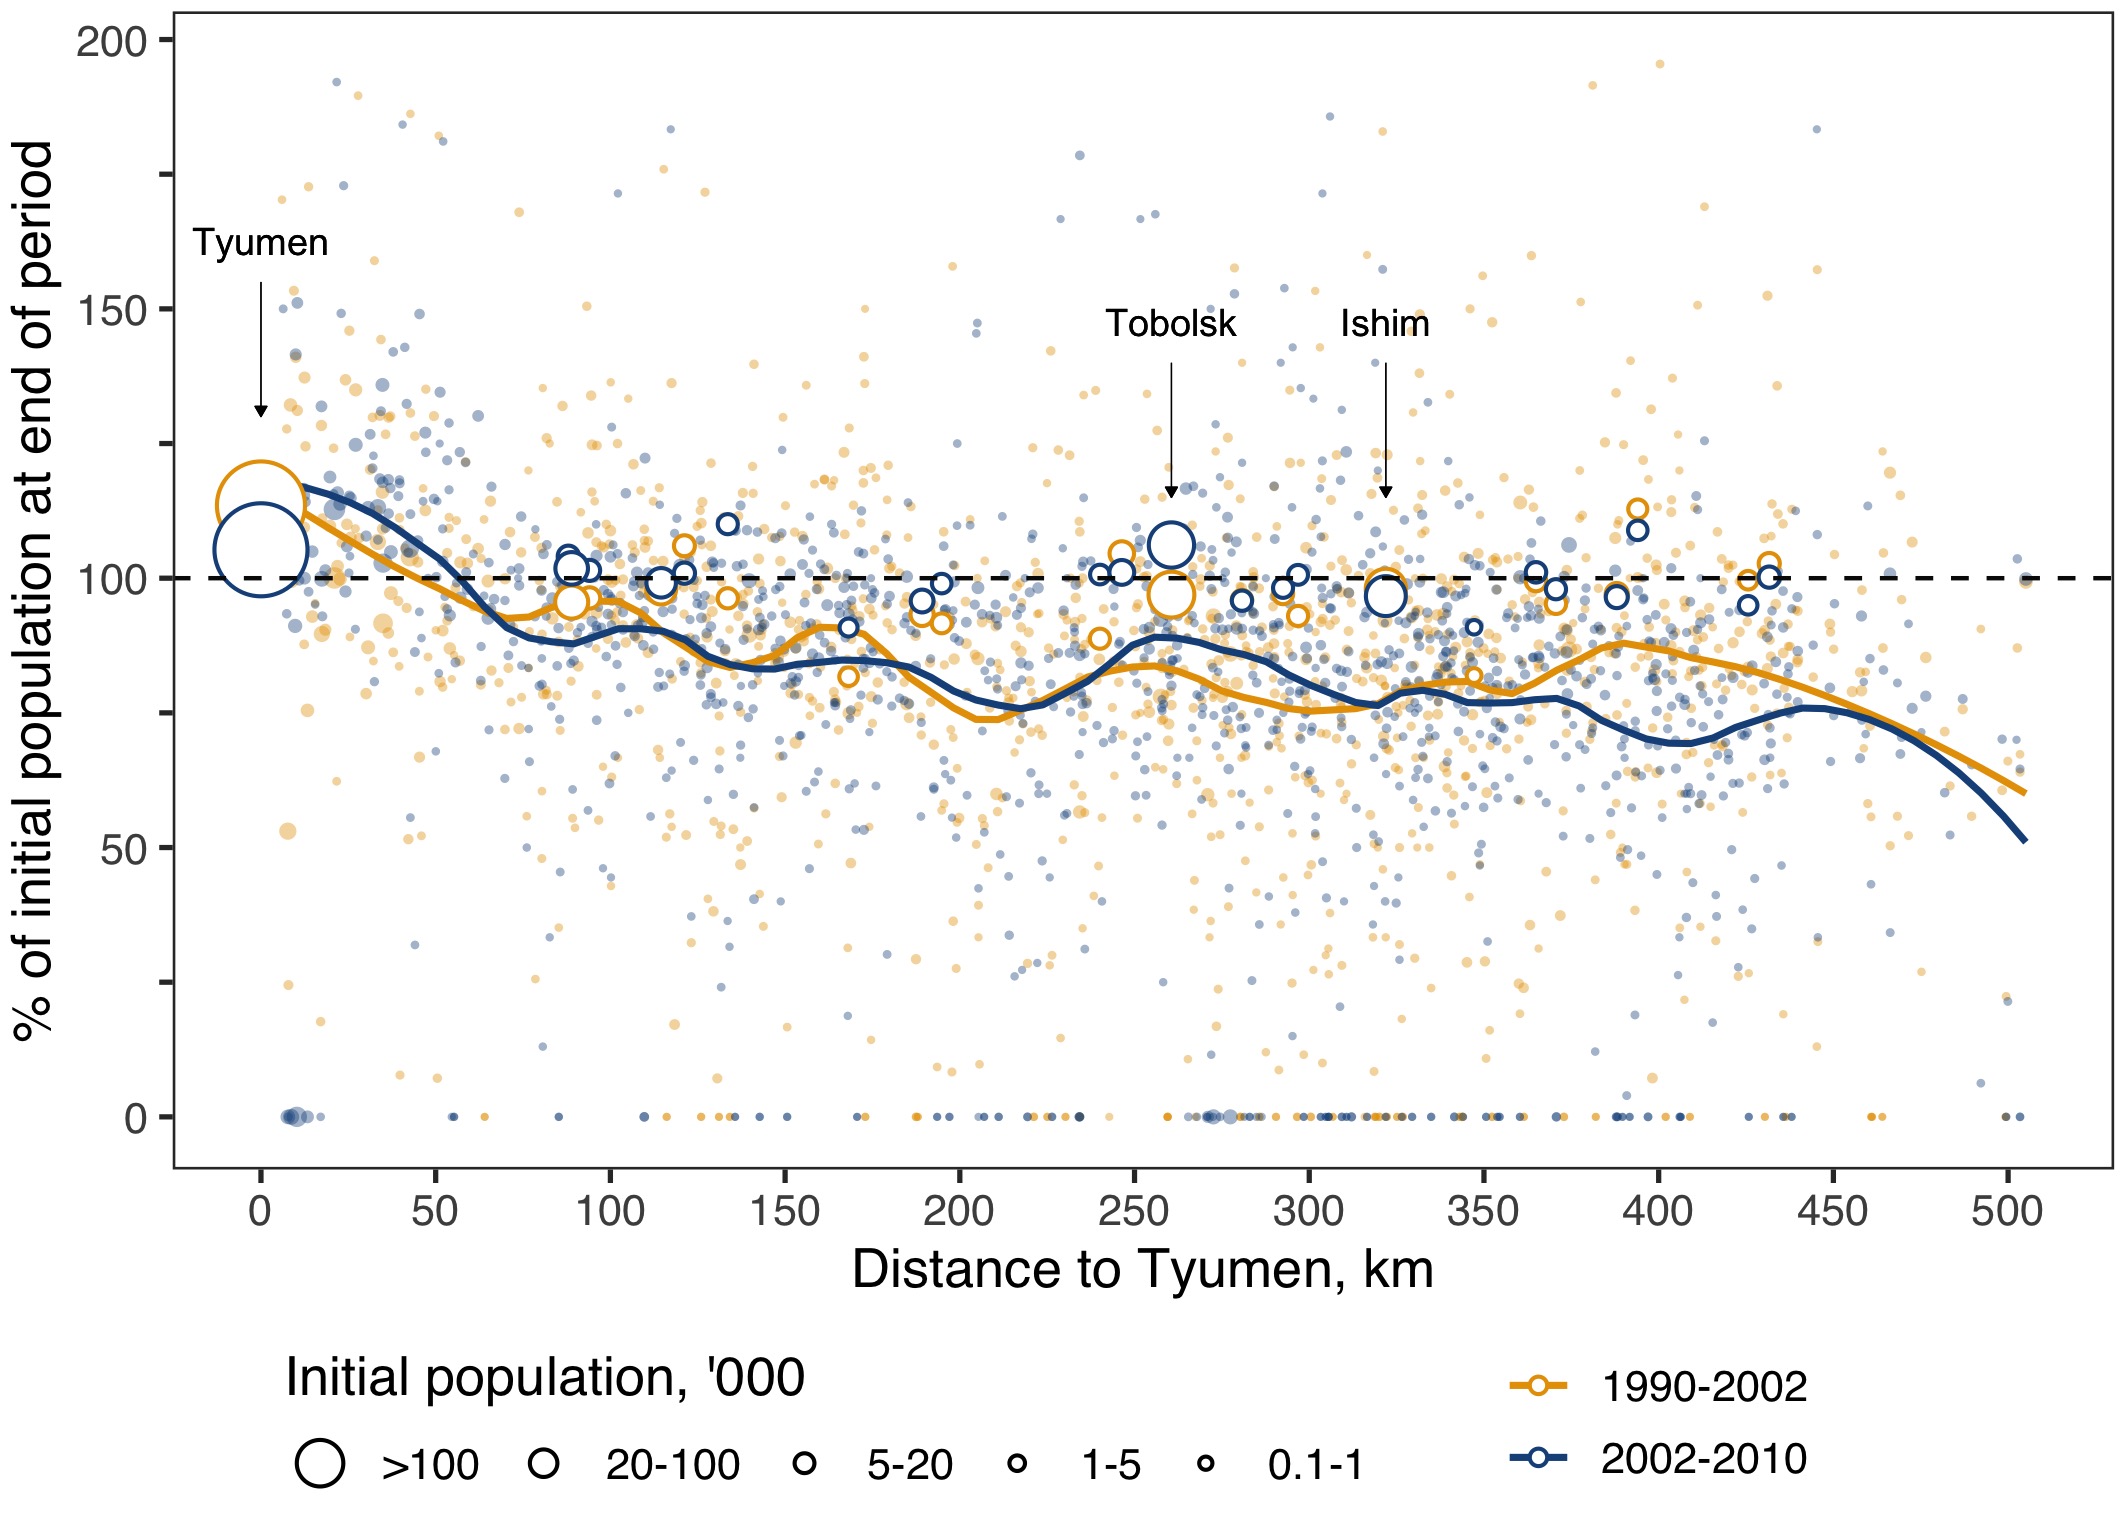 200
150
100
50
0
% of initial population at end of period
Tyumen
Tobolsk
Ishim
0 50 100 150 200 250 300 350 400 450 500
Distance to Tyumen, km
Initial population, '000
>100 20-100 5-20 1-5 0.1-1
1990-2002
2002-2010